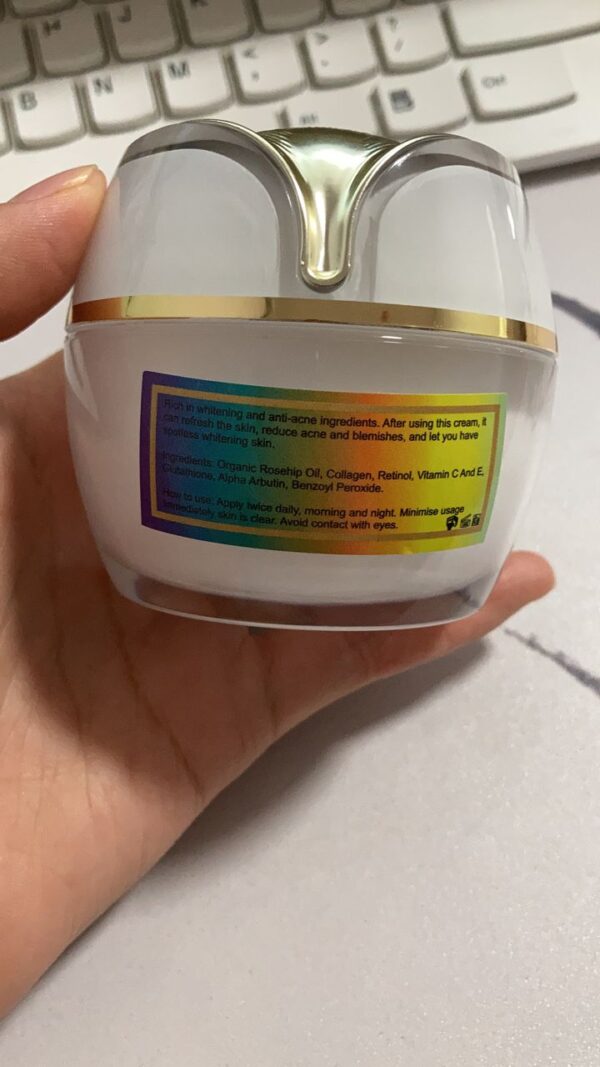 H J K
B N M < , > . ? /
Alt Ctrl
Rich in whitening and anti-acne ingredients. After using this cream, it
can refresh the skin, reduce acne and blemishes, and let you have
spotless whitening skin.
Ingredients: Organic Rosehip Oil, Collagen, Retinol, Vitamin C And E,
Glutathione, Alpha Arbutin, Benzoyl Peroxide.
How to use: Apply twice daily, morning and night. Minimise usage
immediately skin is clear. Avoid contact with eyes.